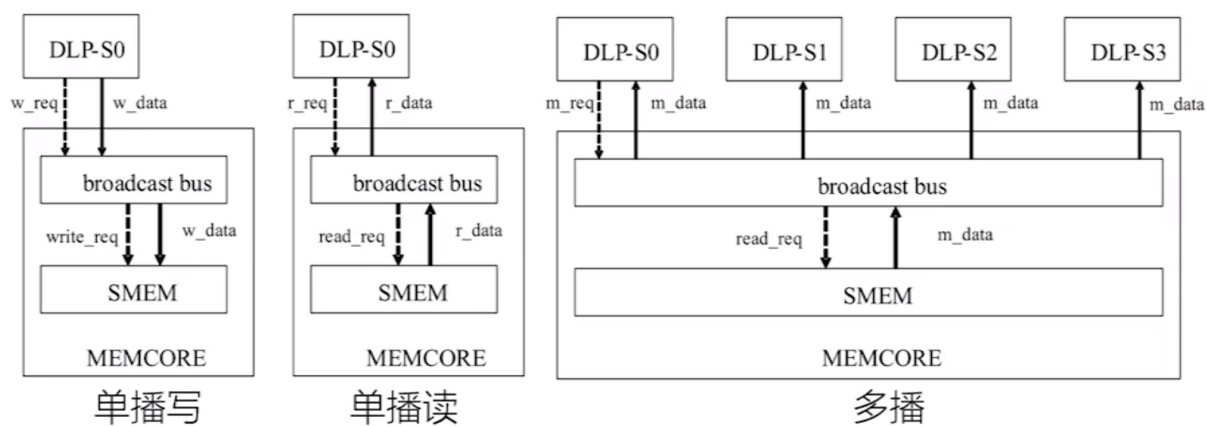 DLP-S0
w_req
w_data
broadcast bus
write_req
w_data
SMEM
MEMCORE
单播写
DLP-S0
r_req
r_data
broadcast bus
read_req
r_data
SMEM
MEMCORE
单播读
DLP-S0
DLP-S1
DLP-S2
DLP-S3
m_req
m_data
m_data
m_data
m_data
broadcast bus
read_req
m_data
SMEM
MEMCORE
多播